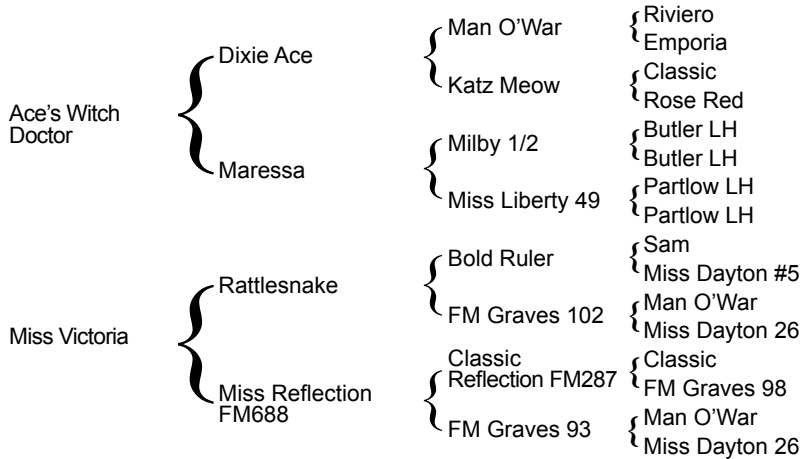 Ace’s Witch
Doctor
Dixie Ace
Man O’War
Riviero
Emporia
Katz Meow
Classic
Rose Red
Maressa
Milby 1/2
Butler LH
Butler LH
Miss Liberty 49
Partlow LH
Partlow LH
Miss Victoria
Rattlesnake
Bold Ruler
Sam
Miss Dayton #5
FM Graves 102
Man O’War
Miss Dayton 26
Miss Reflection
FM688
Classic
Reflection FM287
Classic
FM Graves 98
FM Graves 93
Man O’War
Miss Dayton 26